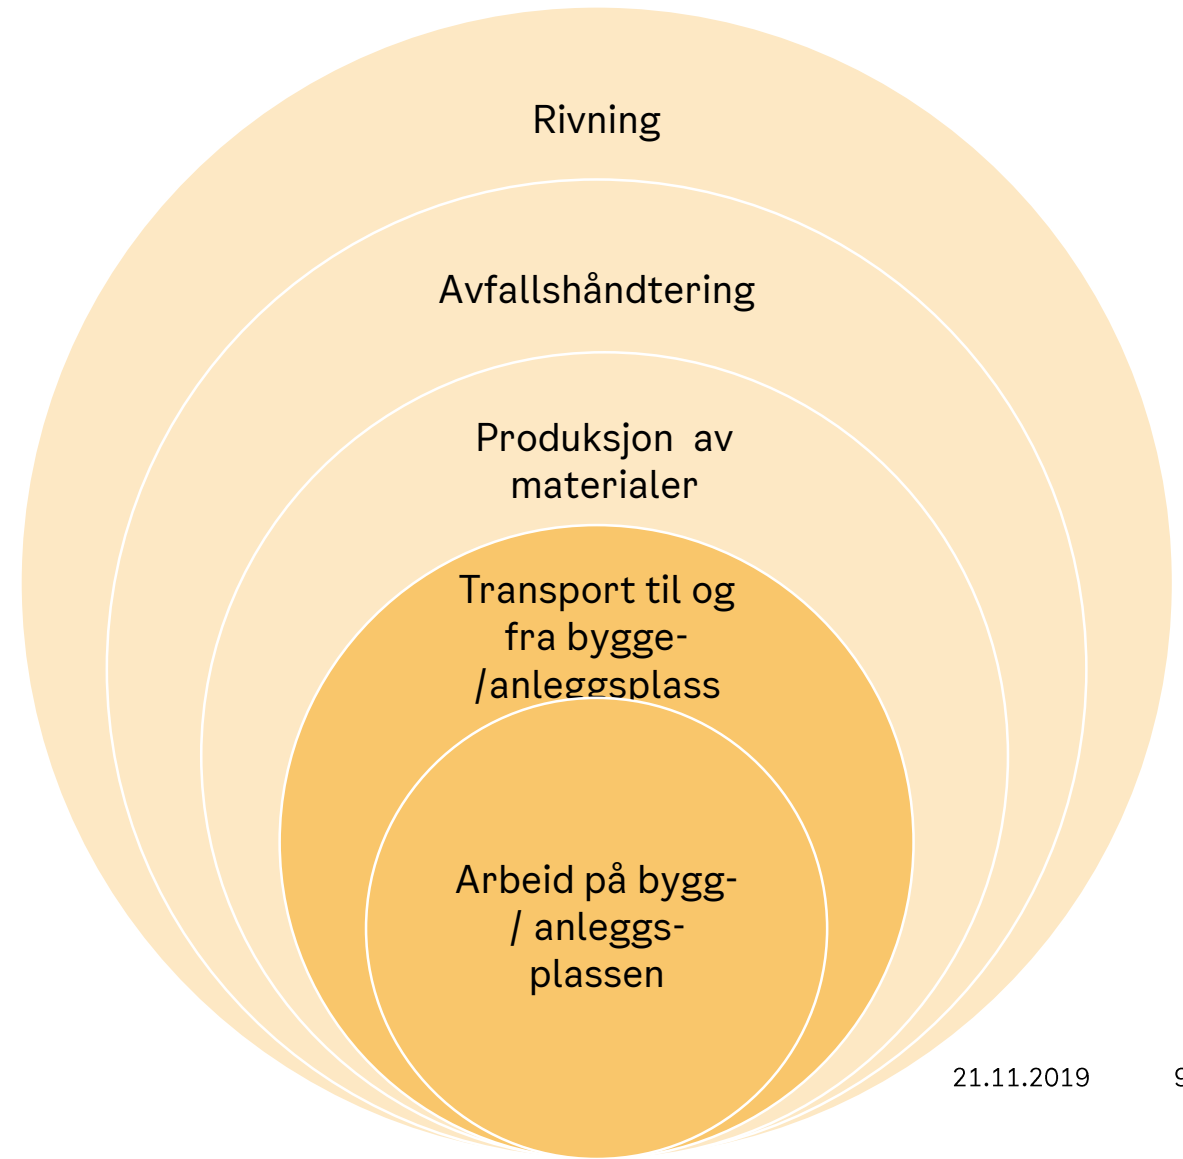 Rivning
Avfallshåndtering
Produksjon av
materialer
Transport til og
fra bygge-
/anleggsplass
Arbeid på bygg-
/ anleggs-
plassen
21.11.2019 9